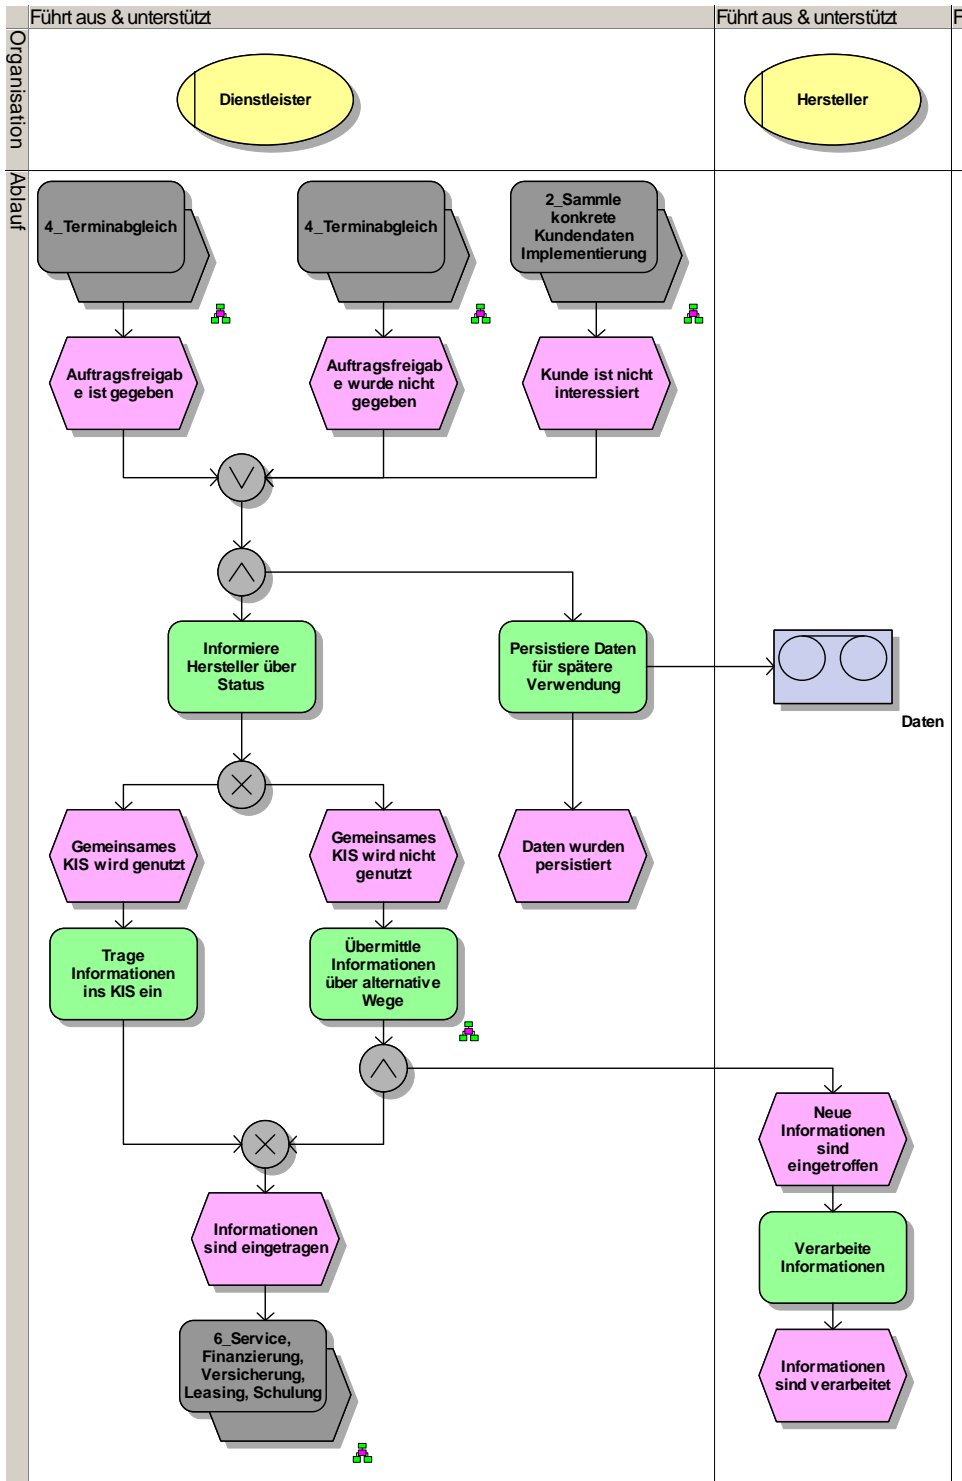 Führt aus & unterstützt
Führt aus & unterstützt
F
Organisation
Dienstleister
Hersteller
Ablauf
4_Terminabgleich
4_Terminabgleich
2_Sammle
konkrete
Kundendaten
Implementierung
Auftragsfreigab
e ist gegeben
Auftragsfreigab
e wurde nicht
gegeben
Kunde ist nicht
interessiert
Informiere
Hersteller über
Status
Persistiere Daten
für spätere
Verwendung
Daten
Gemeinsames
KIS wird genutzt
Gemeinsames
KIS wird nicht
genutzt
Daten wurden
persistiert
Trage
Informationen
ins KIS ein
Übermittle
Informationen
über alternative
Wege
Neue
Informationen
sind
eingetroffen
Informationen
sind eingetragen
Verarbeite
Informationen
6_Service,
Finanzierung,
Versicherung,
Leasing, Schulung
Informationen
sind verarbeitet